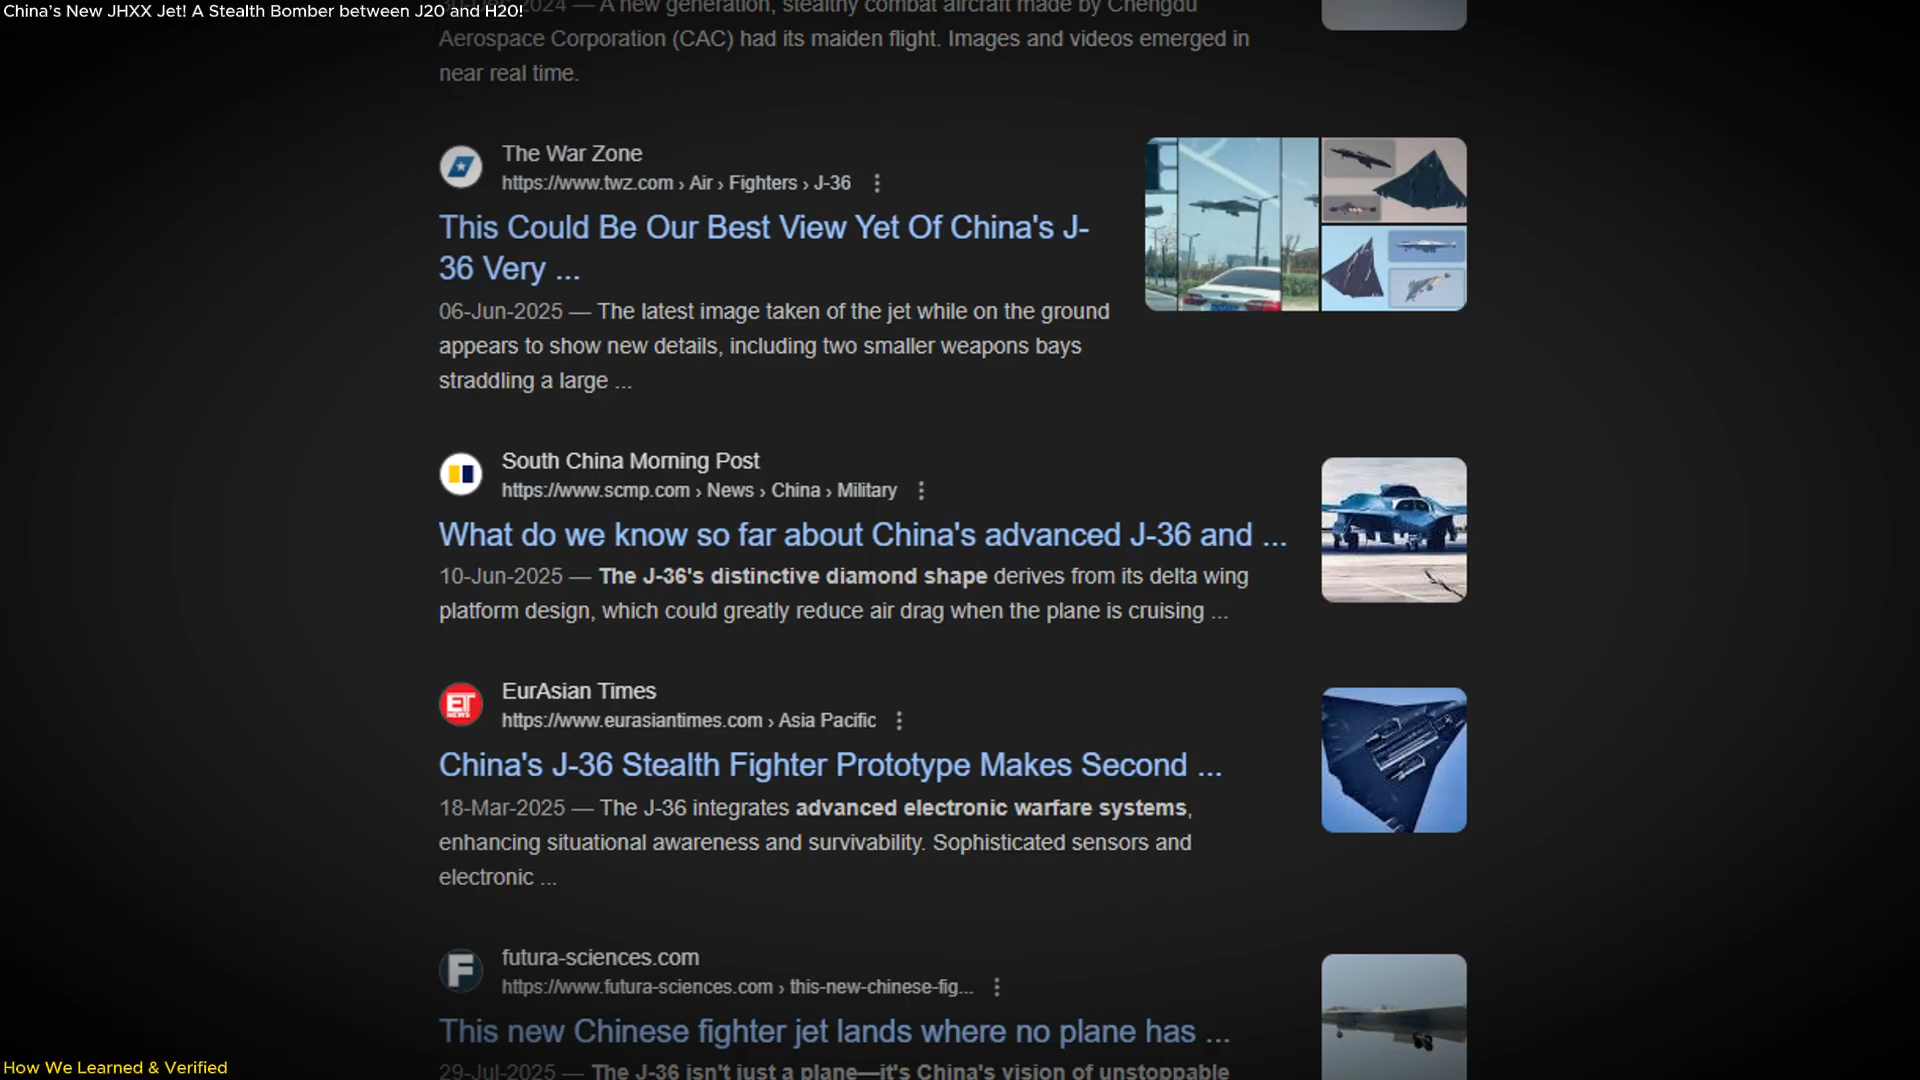 China's New JHXX Jet! A Stealth Bomber between J20 and H20!
2024 — A new generation, stealthy combat aircraft made by Chengdu
Aerospace Corporation (CAC) had its maiden flight. Images and videos emerged in
near real time.
The War Zone
https://www.twz.com › Air › Fighters › J-36
This Could Be Our Best View Yet Of China's J-
36 Very ...
06-Jun-2025 — The latest image taken of the jet while on the ground
appears to show new details, including two smaller weapons bays
straddling a large ...
South China Morning Post
https://www.scmp.com › News › China › Military
What do we know so far about China's advanced J-36 and ...
10-Jun-2025 — The J-36's distinctive diamond shape derives from its delta wing
platform design, which could greatly reduce air drag when the plane is cruising ...
ET
NEWS
EurAsian Times
https://www.eurasiantimes.com › Asia Pacific
China's J-36 Stealth Fighter Prototype Makes Second ...
18-Mar-2025 — The J-36 integrates advanced electronic warfare systems,
enhancing situational awareness and survivability. Sophisticated sensors and
electronic ...
F
futura-sciences.com
https://www.futura-sciences.com › this-new-chinese-fig...
This new Chinese fighter jet lands where no plane has ...
29-Jul-2025 — The J-36 isn't just a plane—it's China's vision of unstoppable
How We Learned & Verified